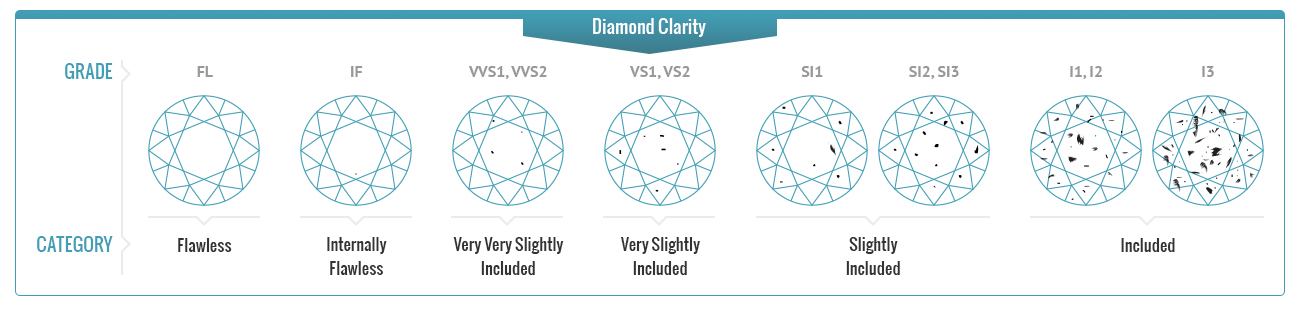 Diamond Clarity
GRADE
FL
IF
VVS1, VVS2
VS1, VS2
SI1
SI2, SI3
I1, I2
I3
CATEGORY
Flawless
Internally
Flawless
Very Very Slightly
Included
Very Slightly
Included
Slightly
Included
Included